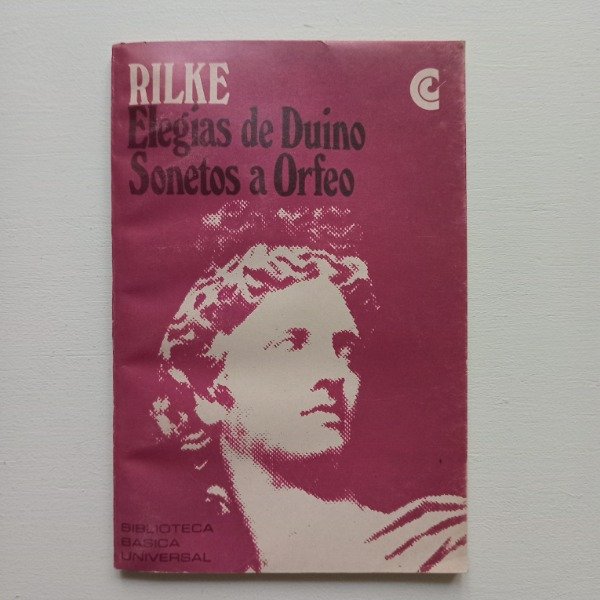 RILKE
Elegías de Duino
Sonetos a Orfeo
BIBLIOTECA
BASICA
UNIVERSAL